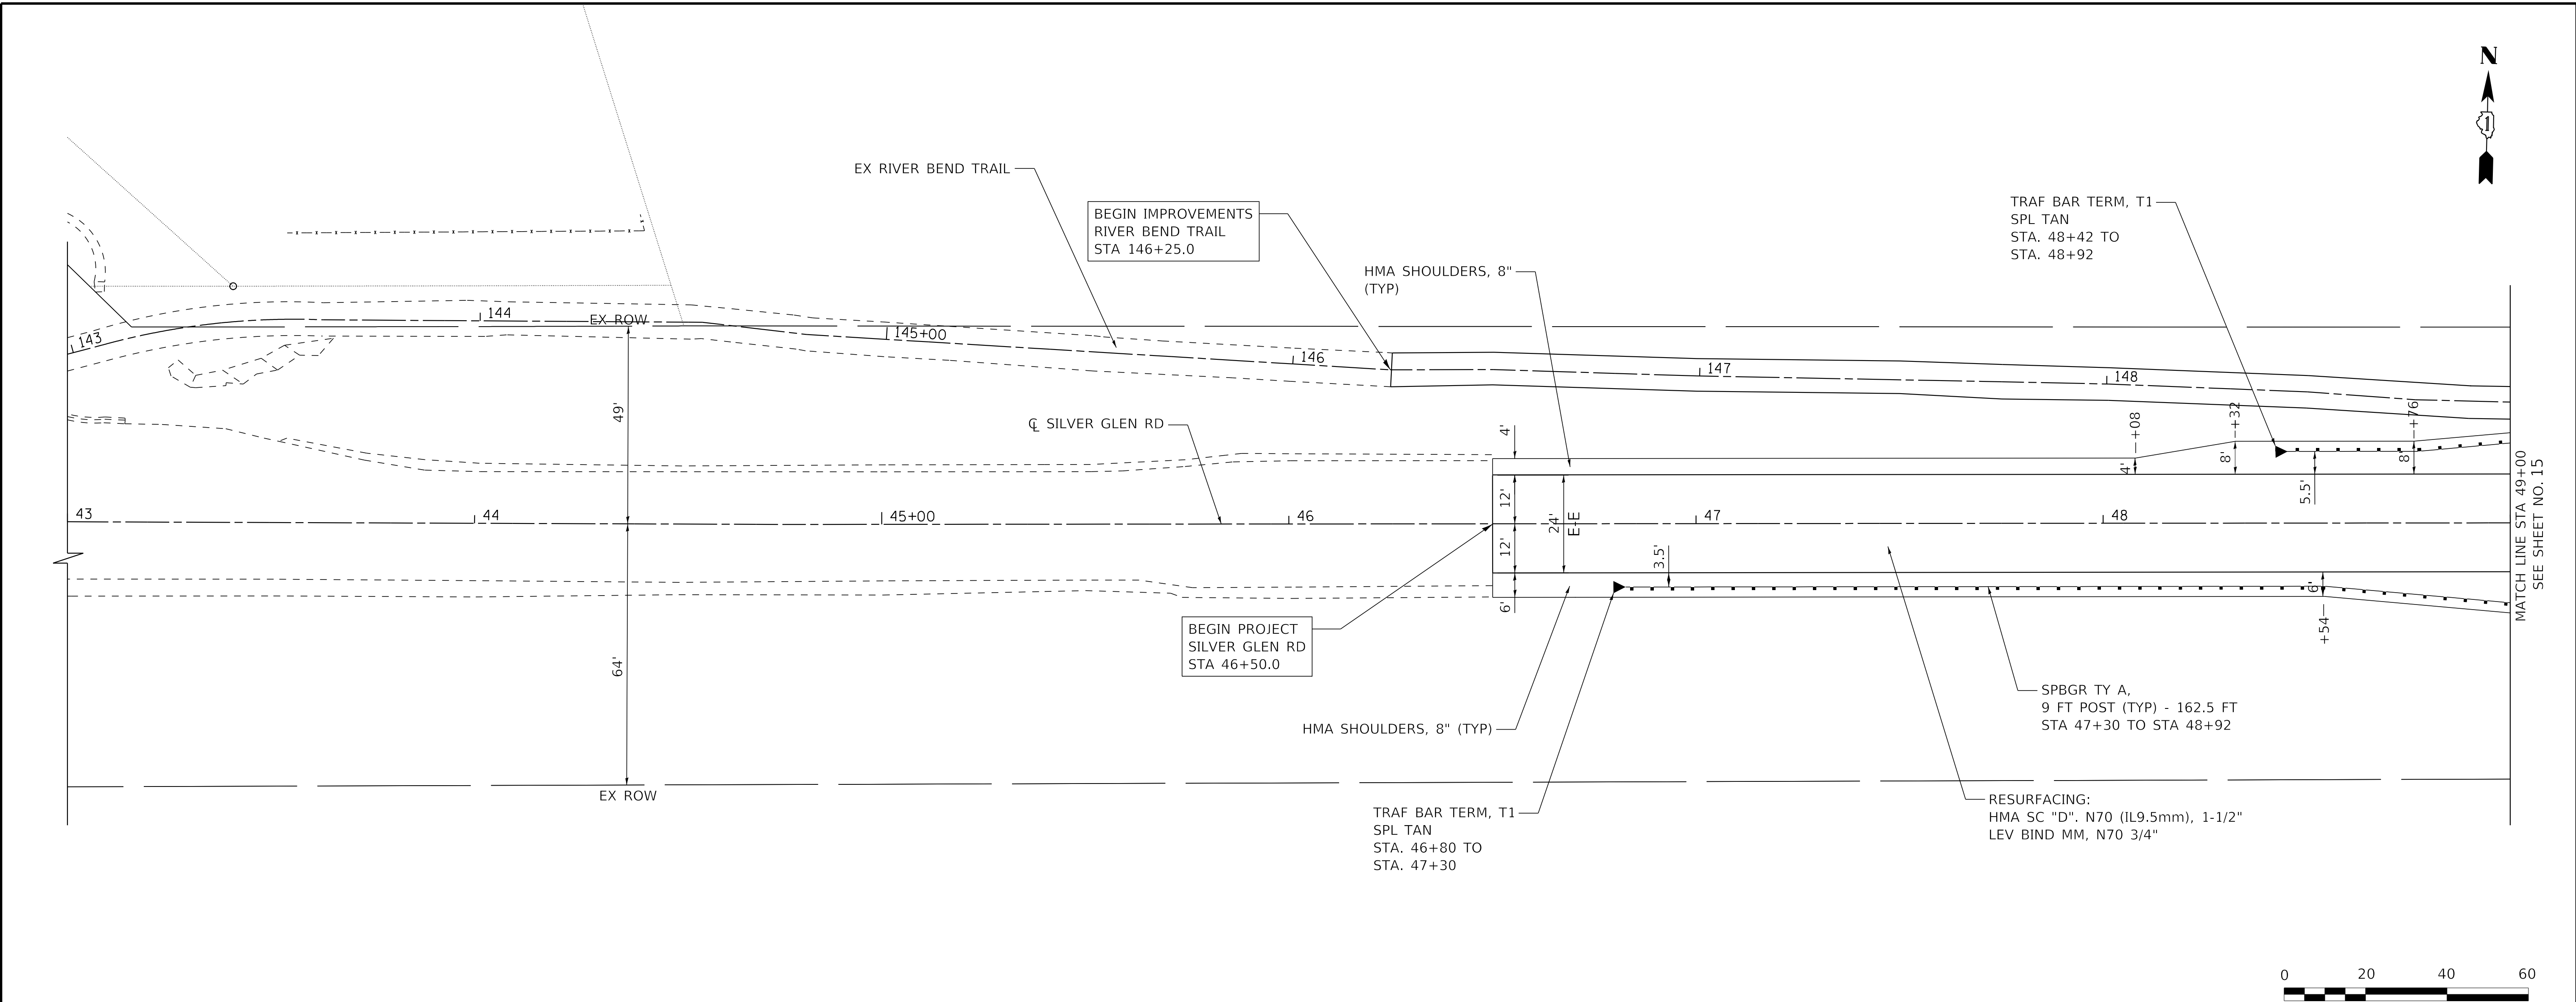 N
1
EX RIVER BEND TRAIL
BEGIN IMPROVEMENTS
RIVER BEND TRAIL
STA 146+25.0
TRAF BAR TERM, T1
SPL TAN
STA. 48+42 TO
STA. 48+92
HMA SHOULDERS, 8"
(TYP)
143
144
EX ROW
145+00
146
147
148
49'
℄ SILVER GLEN RD
4'
4'
+08
8'
+32
8'
+76
5.5'
43
44
45+00
46
47
48
12'
12'
24'
E-E
3.5'
6'
6'
+54
MATCH LINE STA 49+00
SEE SHEET NO. 15
BEGIN PROJECT
SILVER GLEN RD
STA 46+50.0
64'
HMA SHOULDERS, 8" (TYP)
SPBGR TY A,
9 FT POST (TYP) - 162.5 FT
STA 47+30 TO STA 48+92
EX ROW
TRAF BAR TERM, T1
SPL TAN
STA. 46+80 TO
STA. 47+30
RESURFACING:
HMA SC "D". N70 (IL9.5mm), 1-1/2"
LEV BIND MM, N70 3/4"
0 20 40 60